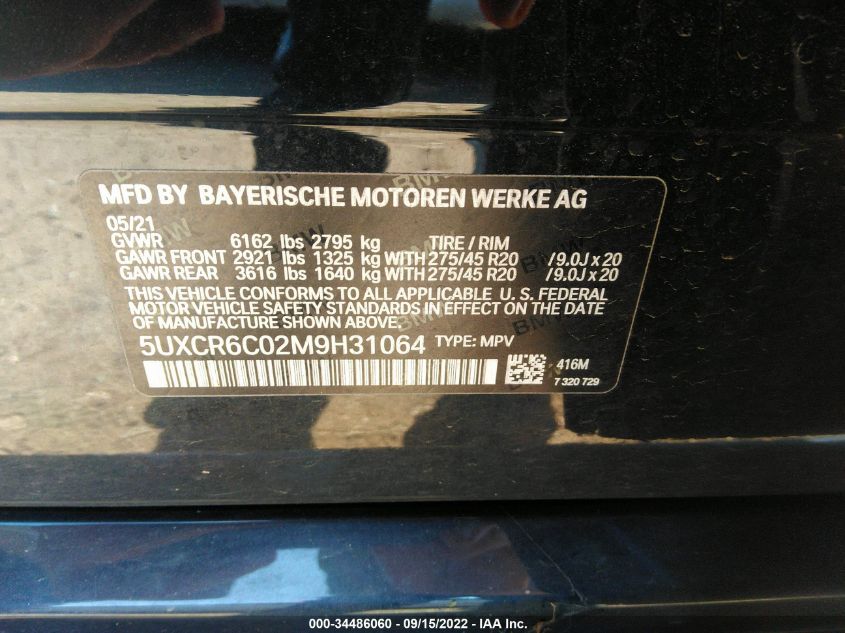 MFD BY BAYERISCHE MOTOREN WERKE AG
05/21
GVWR 6162 lbs 2795 kg TIRE / RIM
GAWR FRONT 2921 lbs 1325 kg WITH 275/45 R20 /9.0J x 20
GAWR REAR 3616 lbs 1640 kg WITH 275/45 R20 /9.0J x 20
THIS VEHICLE CONFORMS TO ALL APPLICABLE U. S. FEDERAL
MOTOR VEHICLE SAFETY STANDARDS IN EFFECT ON THE DATE
OF MANUFACTURE SHOWN ABOVE.
5UXCR6C02M9H31064 TYPE: MPV
416M
7 320 729
000-34486060 - 09/15/2022 - IAA Inc.